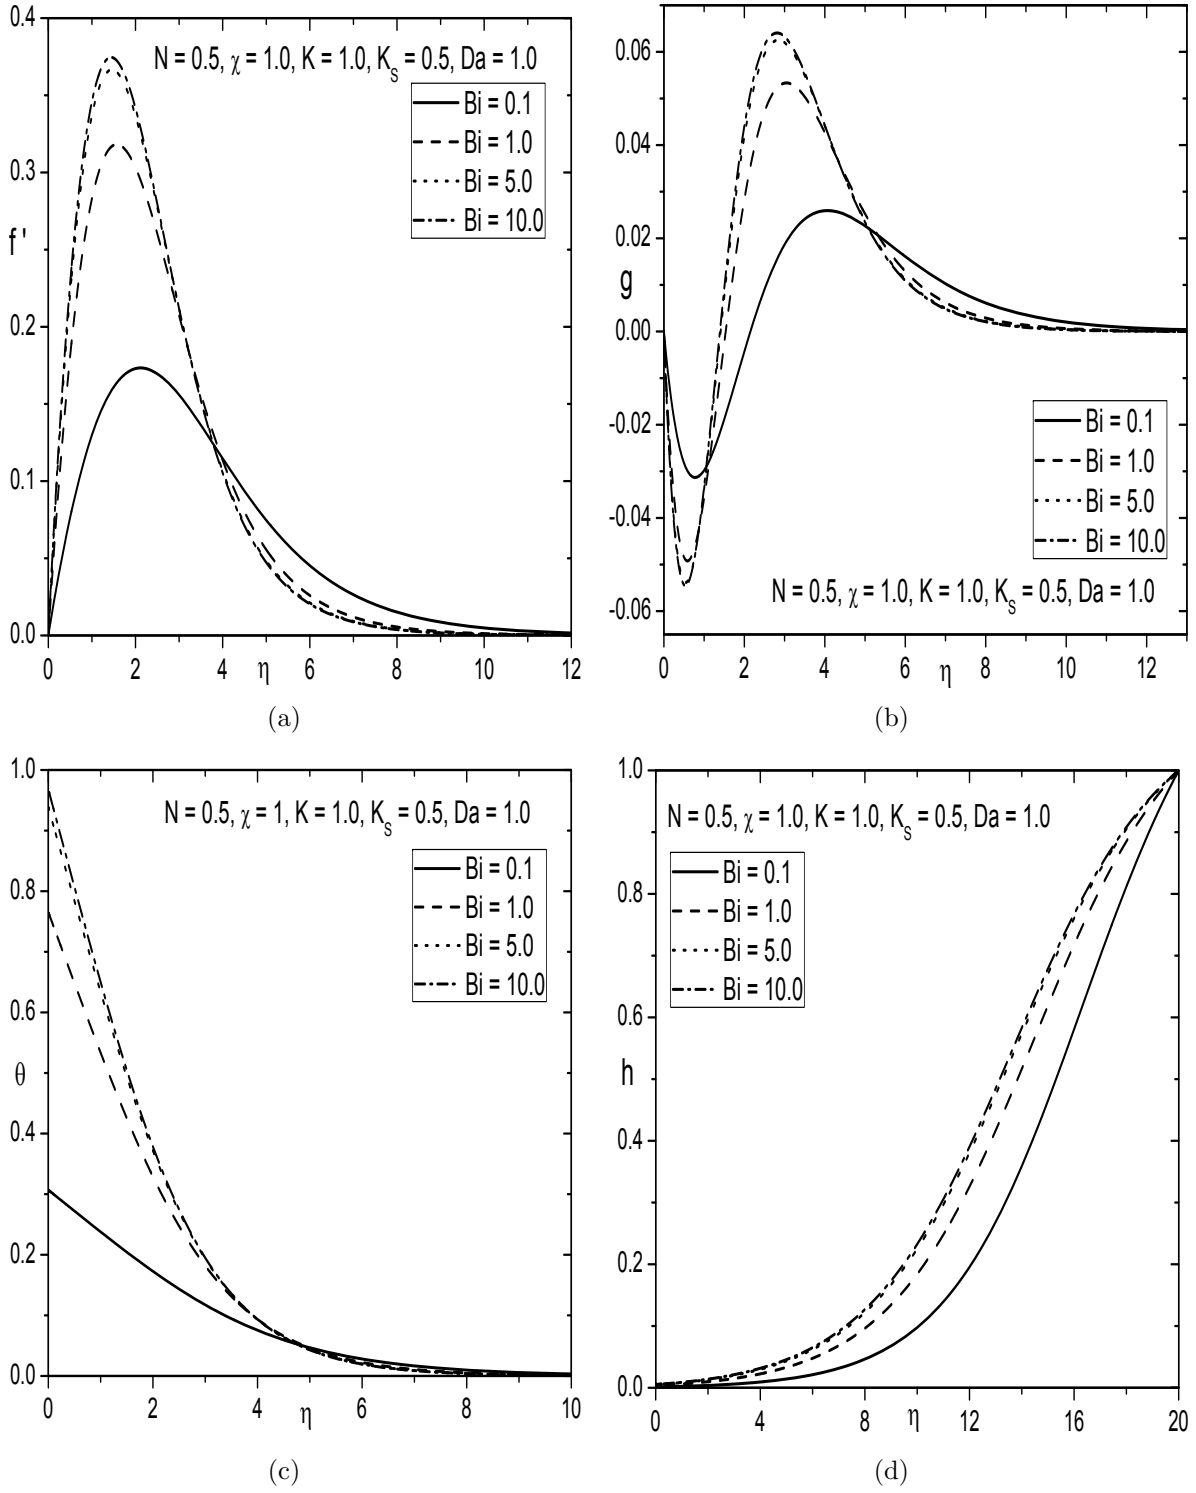 0.4
0.3
0.2
0.1
0.0
f '
N = 0.5, χ = 1.0, K = 1.0, K_s = 0.5, Da = 1.0
Bi = 0.1
Bi = 1.0
Bi = 5.0
Bi = 10.0
0 2 4 6 8 10 12
η
(a)
0.06
0.04
0.02
0.00
-0.02
-0.04
-0.06
g
Bi = 0.1
Bi = 1.0
Bi = 5.0
Bi = 10.0
N = 0.5, χ = 1.0, K = 1.0, K_s = 0.5, Da = 1.0
0 2 4 6 8 10 12
η
(b)
1.0
0.8
0.6
0.4
0.2
0.0
θ
N = 0.5, χ = 1, K = 1.0, K_s = 0.5, Da = 1.0
Bi = 0.1
Bi = 1.0
Bi = 5.0
Bi = 10.0
0 2 4 6 8 10
η
(c)
1.0
0.8
0.6
0.4
0.2
0.0
h
N = 0.5, χ = 1.0, K = 1.0, K_s = 0.5, Da = 1.0
Bi = 0.1
Bi = 1.0
Bi = 5.0
Bi = 10.0
0 4 8 12 16 20
η
(d)